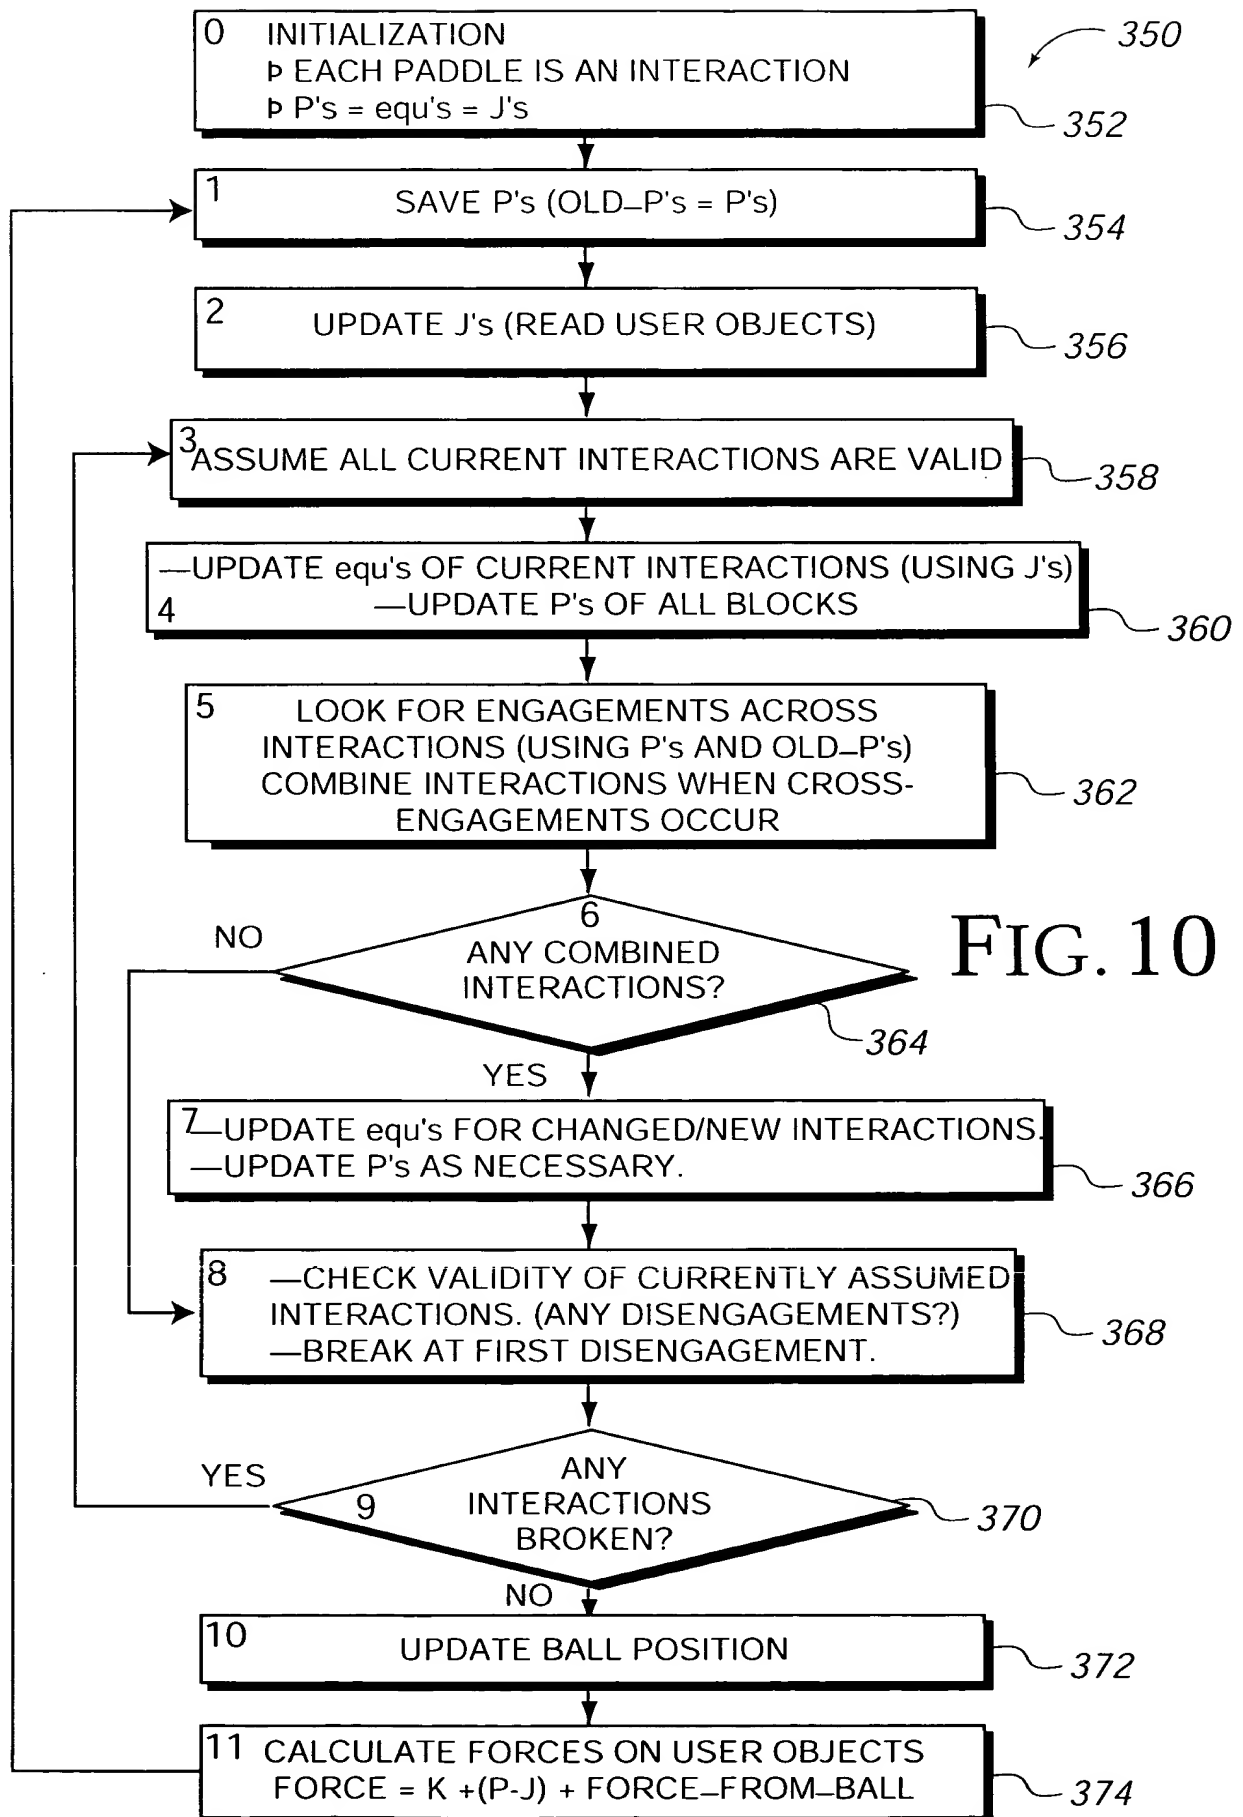 0 INITIALIZATION
Þ EACH PADDLE IS AN INTERACTION
Þ P's = equ's = J's
350
352
1 SAVE P's (OLD_P's = P's)
354
2 UPDATE J's (READ USER OBJECTS)
356
3 ASSUME ALL CURRENT INTERACTIONS ARE VALID
358
—UPDATE equ's OF CURRENT INTERACTIONS (USING J's)
4 —UPDATE P's OF ALL BLOCKS
360
5 LOOK FOR ENGAGEMENTS ACROSS
INTERACTIONS (USING P's AND OLD_P's)
COMBINE INTERACTIONS WHEN CROSS-
ENGAGEMENTS OCCUR
362
6
ANY COMBINED
INTERACTIONS?
NO
FIG. 10
364
YES
7 —UPDATE equ's FOR CHANGED/NEW INTERACTIONS.
—UPDATE P's AS NECESSARY.
366
8 —CHECK VALIDITY OF CURRENTLY ASSUMED
INTERACTIONS. (ANY DISENGAGEMENTS?)
—BREAK AT FIRST DISENGAGEMENT.
368
YES
9
ANY
INTERACTIONS
BROKEN?
370
NO
10 UPDATE BALL POSITION
372
11 CALCULATE FORCES ON USER OBJECTS
FORCE = K +(P-J) + FORCE_FROM_BALL
374